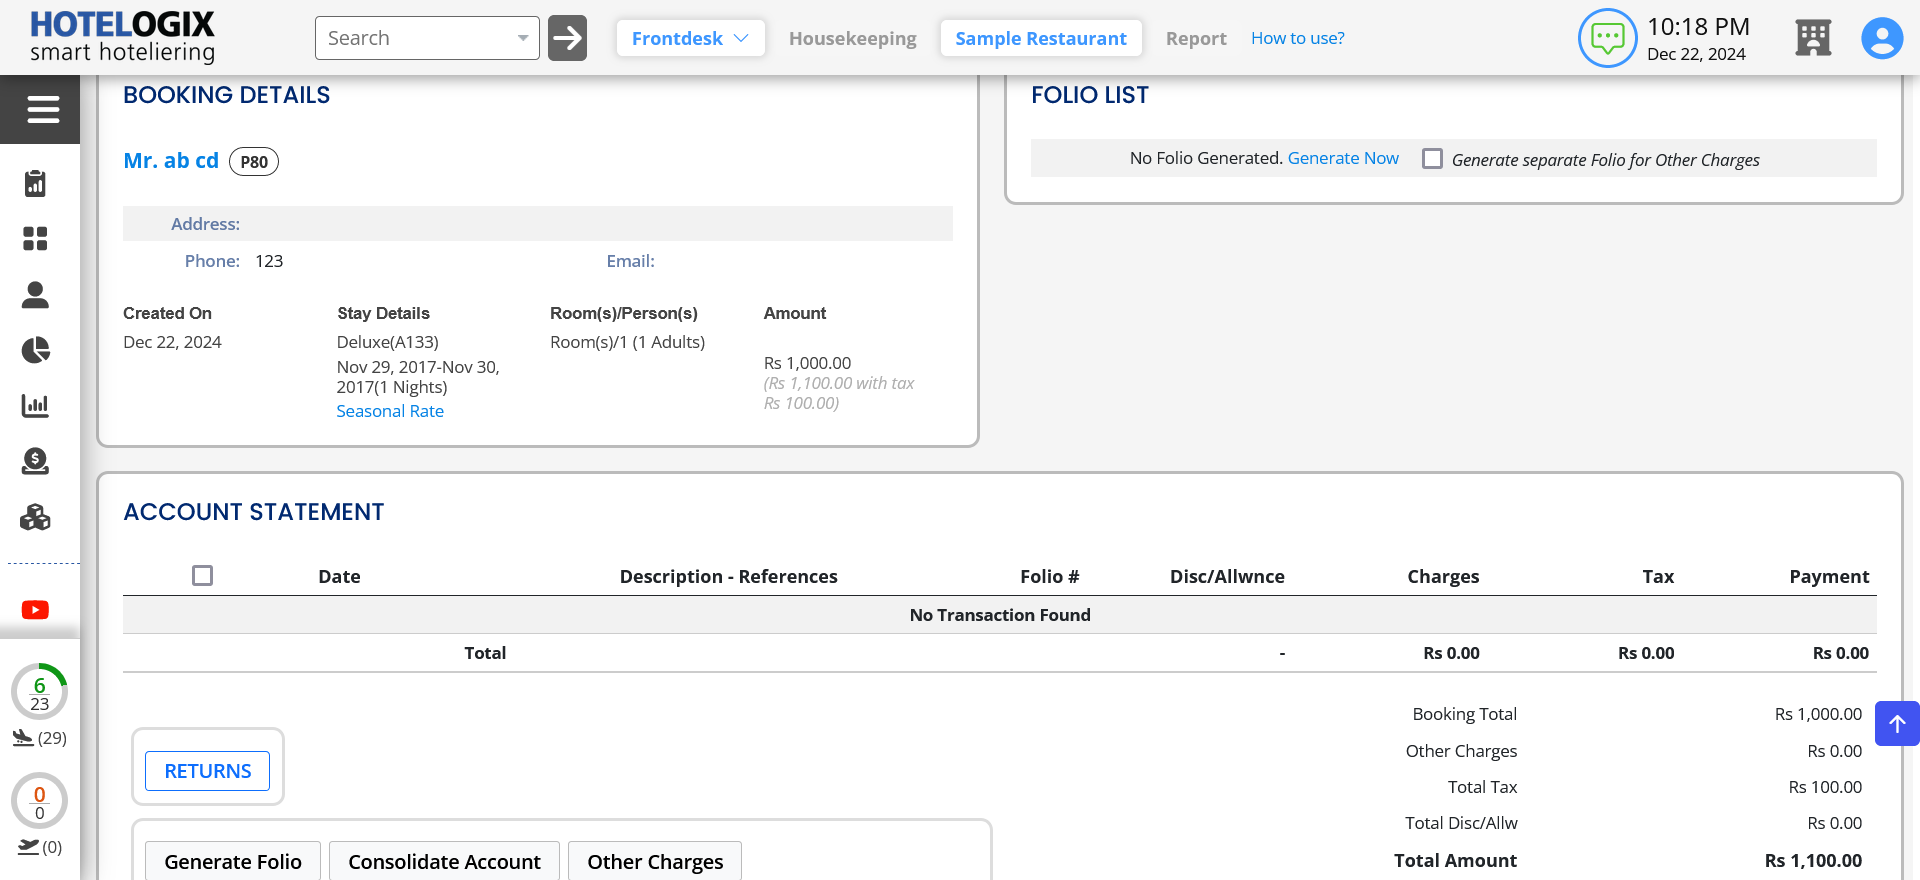 HOTELOGIX
smart hoteliering
Search
Frontdesk
Housekeeping
Sample Restaurant
Report
How to use?
10:18 PM
Dec 22, 2024
BOOKING DETAILS
Mr. ab cd P80
Address:
Phone: 123
Email:
Created On
Stay Details
Room(s)/Person(s)
Amount
Dec 22, 2024
Deluxe(A133)
Nov 29, 2017-Nov 30,
2017(1 Nights)
Seasonal Rate
Room(s)/1 (1 Adults)
Rs 1,000.00
(Rs 1,100.00 with tax
Rs 100.00)
FOLIO LIST
No Folio Generated. Generate Now Generate separate Folio for Other Charges
ACCOUNT STATEMENT
Date Description - References Folio # Disc/Allwnce Charges Tax Payment
No Transaction Found
Total - Rs 0.00 Rs 0.00 Rs 0.00
Booking Total Rs 1,000.00
Other Charges Rs 0.00
Total Tax Rs 100.00
Total Disc/Allw Rs 0.00
Total Amount Rs 1,100.00
RETURNS
Generate Folio
Consolidate Account
Other Charges
6
23
(29)
0
0
(0)